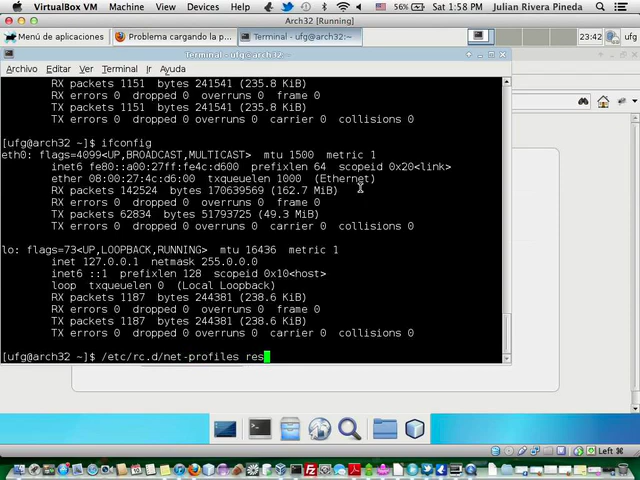 VirtualBox VM Machine View Devices Help 56% Sat 1:58 PM Julian Rivera Pineda
Arch32 [Running]
Menú de aplicaciones Problema cargando la p... Terminal - ufg@arch32:~ 23:42 ufg
Terminal - ufg@arch32:~
Archivo Editar Ver Terminal Ir Ayuda
RX packets 1151 bytes 241541 (235.8 KiB)
RX errors 0 dropped 0 overruns 0 frame 0
TX packets 1151 bytes 241541 (235.8 KiB)
TX errors 0 dropped 0 overruns 0 carrier 0 collisions 0
[ufg@arch32 ~]$ ifconfig
eth0: flags=4099<UP,BROADCAST,MULTICAST> mtu 1500 metric 1
inet6 fe80::a00:27ff:fe4c:d600 prefixlen 64 scopeid 0x20<link>
ether 08:00:27:4c:d6:00 txqueuelen 1000 (Ethernet)
RX packets 142524 bytes 170639569 (162.7 MiB)
RX errors 0 dropped 0 overruns 0 frame 0
TX packets 62834 bytes 51793725 (49.3 MiB)
TX errors 0 dropped 0 overruns 0 carrier 0 collisions 0
lo: flags=73<UP,LOOPBACK,RUNNING> mtu 16436 metric 1
inet 127.0.0.1 netmask 255.0.0.0
inet6 ::1 prefixlen 128 scopeid 0x10<host>
loop txqueuelen 0 (Local Loopback)
RX packets 1187 bytes 244381 (238.6 KiB)
RX errors 0 dropped 0 overruns 0 frame 0
TX packets 1187 bytes 244381 (238.6 KiB)
TX errors 0 dropped 0 overruns 0 carrier 0 collisions 0
[ufg@arch32 ~]$ /etc/rc.d/net-profiles res
Left ⌘